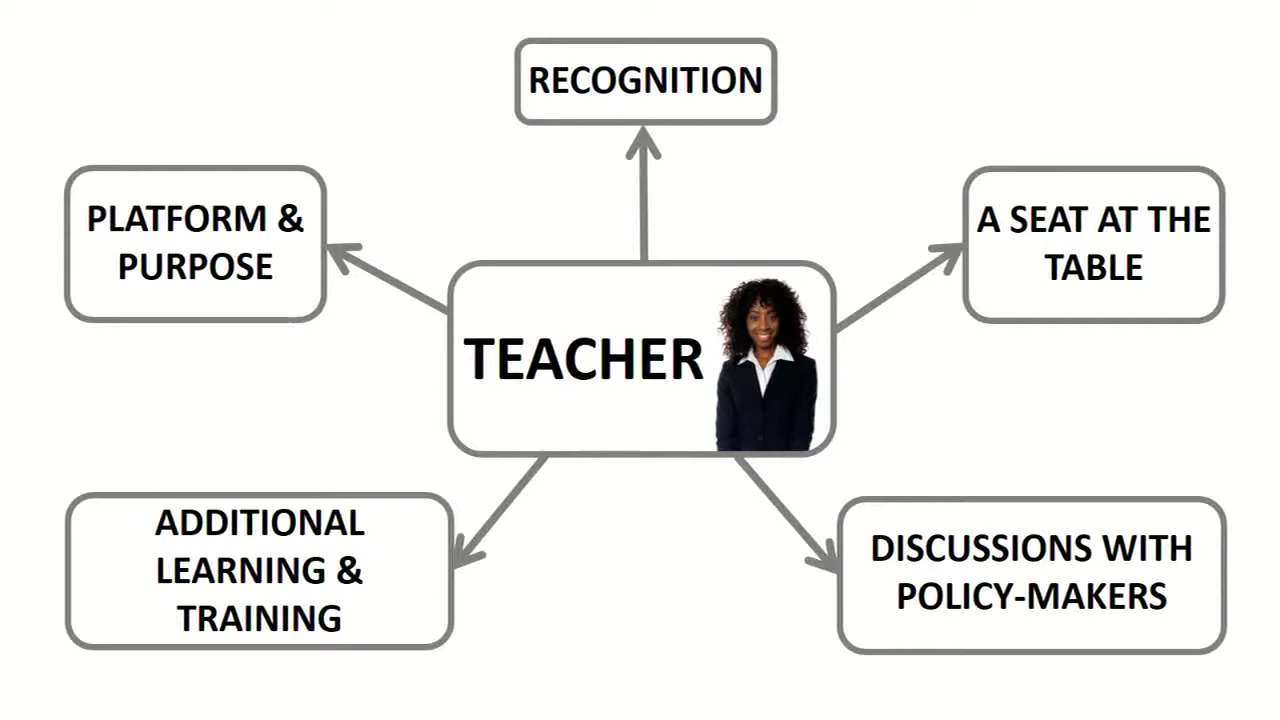 RECOGNITION
PLATFORM &
PURPOSE
A SEAT AT THE
TABLE
TEACHER
ADDITIONAL
LEARNING &
TRAINING
DISCUSSIONS WITH
POLICY-MAKERS